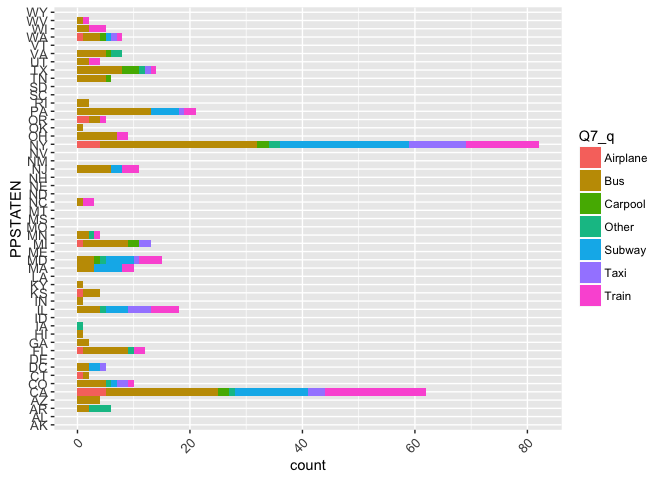 WY
WV
WI
WA
VT
VA
UT
TX
TN
SD
SC
RI
PA
OR
OK
OH
NY
NV
NM
NJ
NH
NE
ND
NC
MT
MS
MO
MN
MI
ME
MD
MA
LA
KY
KS
IN
IL
ID
IA
HI
GA
FL
DE
DC
CT
CO
CA
AZ
AR
AL
AK
PPSTATEN
0
20
40
60
80
count
Q7_q
Airplane
Bus
Carpool
Other
Subway
Taxi
Train